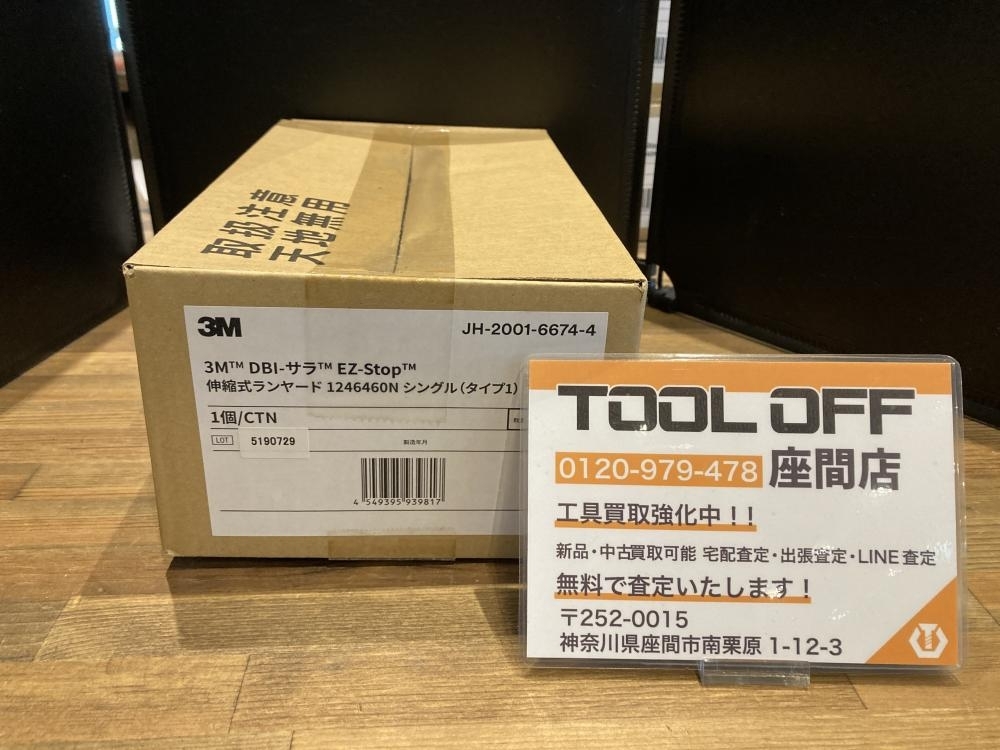 取扱注意
天地無用
3M JH-2001-6674-4
3M™ DBI-サラ™ EZ-Stop™
伸縮式ランヤード 1246460N シングル(タイプ1)
1個/CTN
LOT 5190729
製造年月
4 549395 939817
TOOL OFF
0120-979-478 座間店
工具買取強化中!!
新品・中古買取可能 宅配査定・出張査定・LINE査定
無料で査定いたします!
〒252-0015
神奈川県座間市南栗原 1-12-3